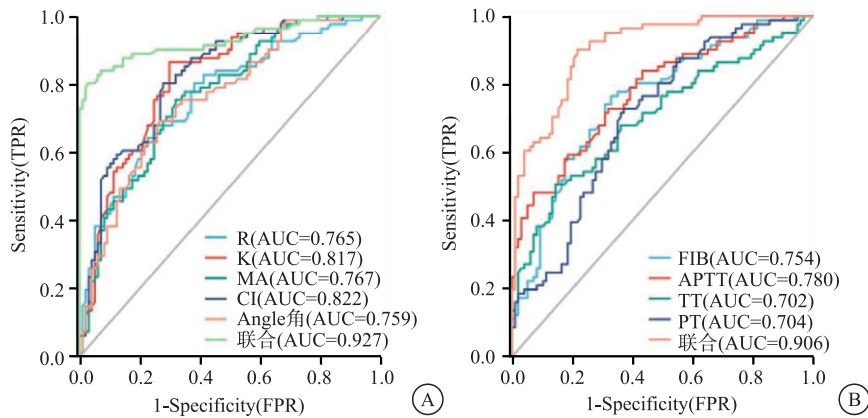 1.0
0.8
0.6
0.4
0.2
0.0
Sensitivity(TPR)
R(AUC=0.765)
K(AUC=0.817)
MA(AUC=0.767)
CI(AUC=0.822)
Angle角(AUC=0.759)
联合(AUC=0.927)
0.0 0.2 0.4 0.6 0.8 1.0
1-Specificity(FPR)
A
1.0
0.8
0.6
0.4
0.2
0.0
Sensitivity(TPR)
FIB(AUC=0.754)
APTT(AUC=0.780)
TT(AUC=0.702)
PT(AUC=0.704)
联合(AUC=0.906)
0.0 0.2 0.4 0.6 0.8 1.0
1-Specificity(FPR)
B